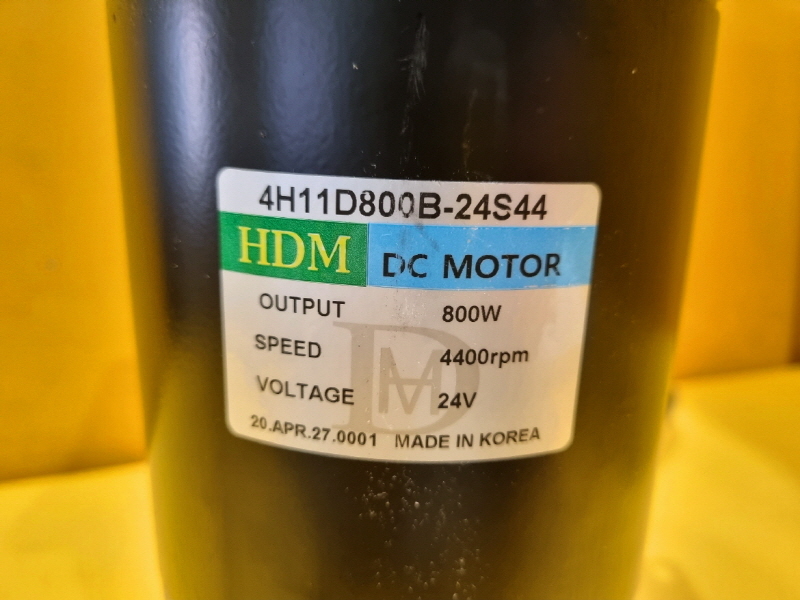 4H11D800B-24S44
HDM DC MOTOR
OUTPUT 800W
SPEED 4400rpm
VOLTAGE 24V
20.APR.27.0001 MADE IN KOREA